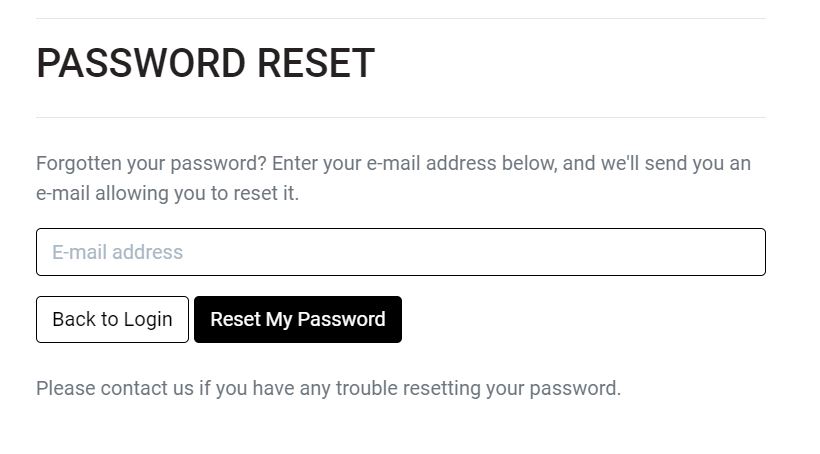 PASSWORD RESET
Forgotten your password? Enter your e-mail address below, and we'll send you an
e-mail allowing you to reset it.
E-mail address
Back to Login Reset My Password
Please contact us if you have any trouble resetting your password.